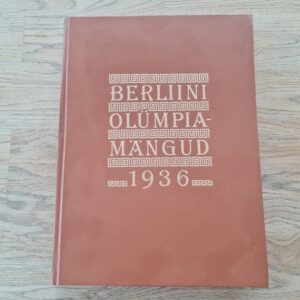 BERLIINI
OLÜMPIA-
MÄNGUD
1936